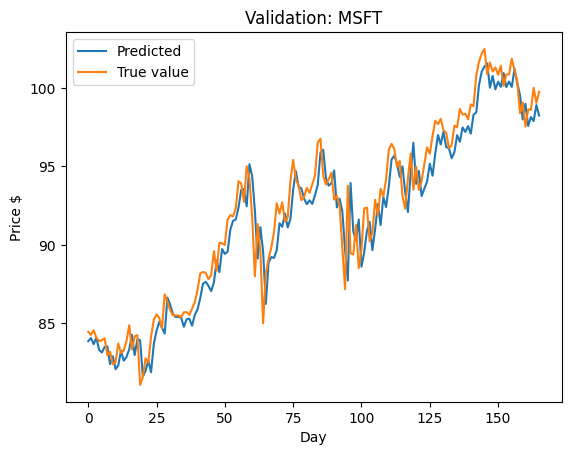 Validation: MSFT
Predicted
True value
Price $
100
95
90
85
0 25 50 75 100 125 150
Day